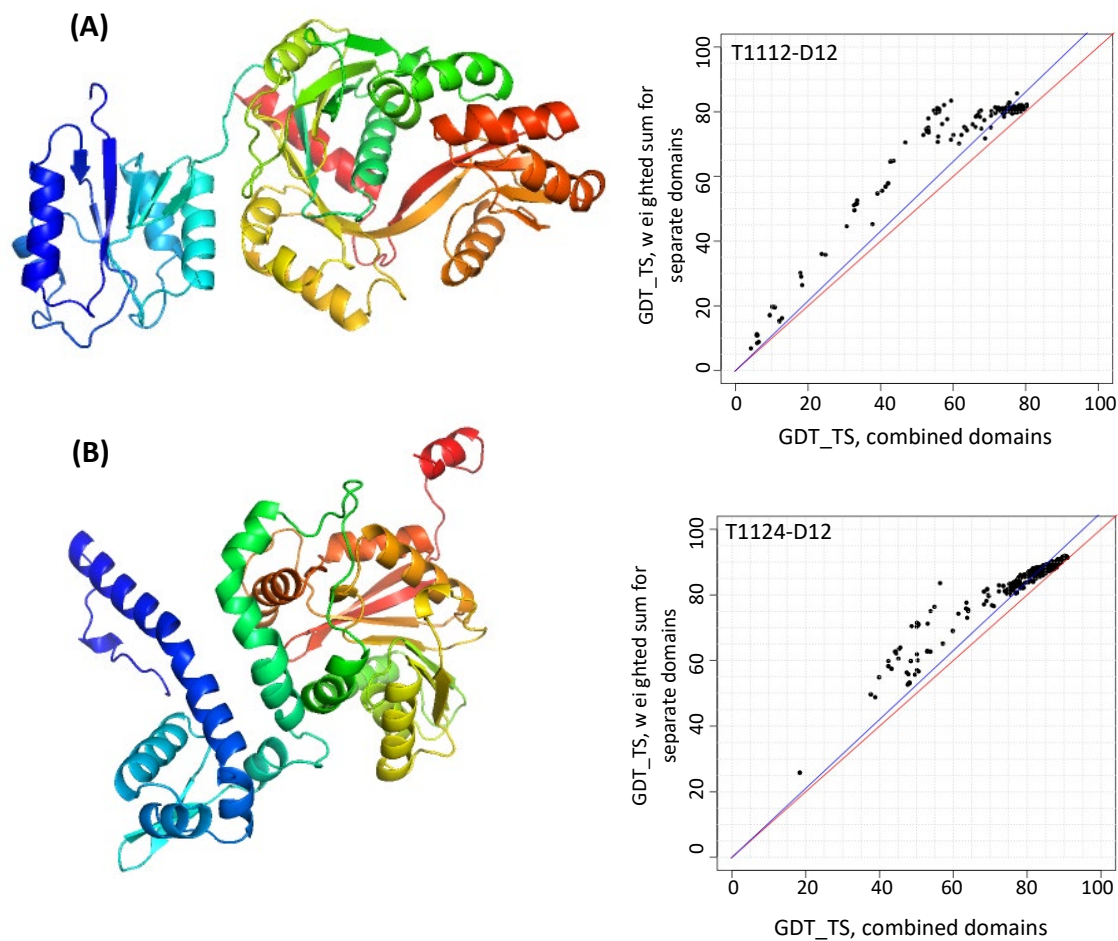 (A)
T1112-D12
GDT_TS, w ei ghted sum for
separate domains
100
80
60
40
20
0
0 20 40 60 80 100
GDT_TS, combined domains
(B)
T1124-D12
GDT_TS, w ei ghted sum for
separate domains
100
80
60
40
20
0
0 20 40 60 80 100
GDT_TS, combined domains